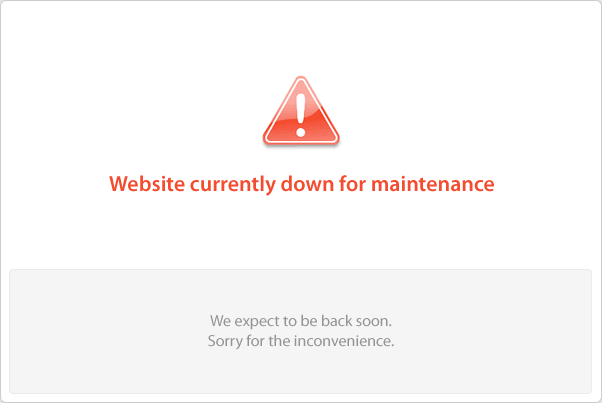 Website currently down for maintenance
We expect to be back soon.
Sorry for the inconvenience.